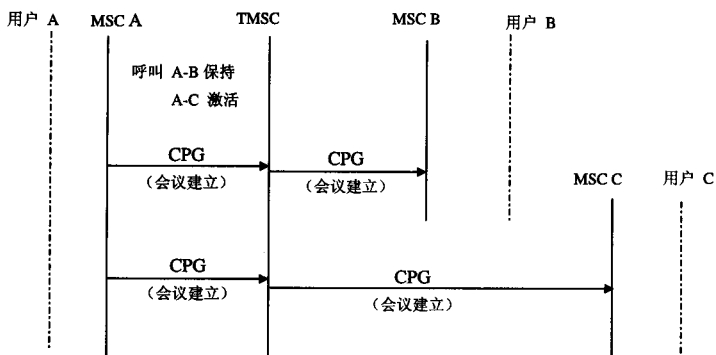 用户 A
MSC A
TMSC
MSC B
用户 B
呼叫 A-B 保持
A-C 激活
CPG
(会议建立)
CPG
(会议建立)
MSC C
用户 C
CPG
(会议建立)
CPG
(会议建立)